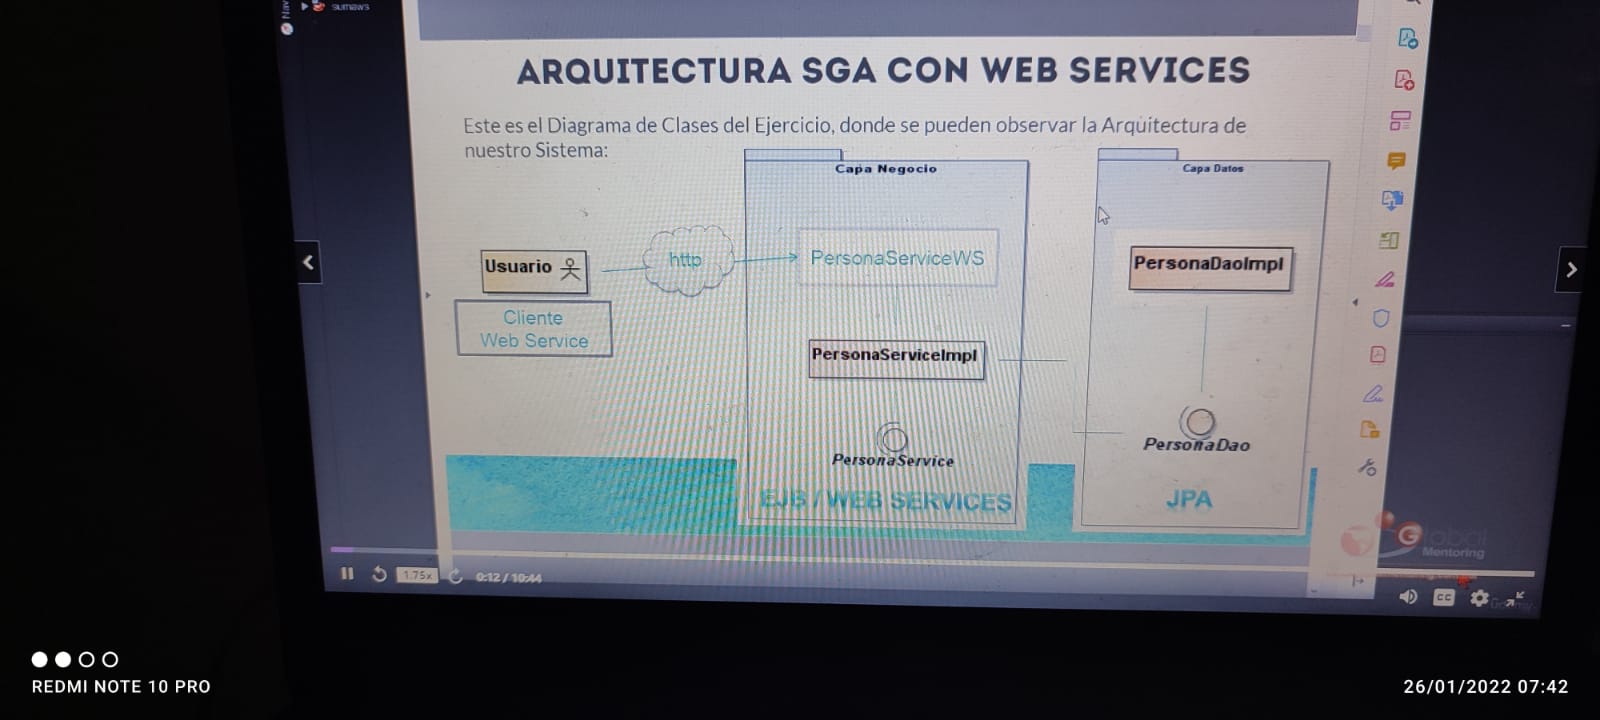 sumaws
Nav
ARQUITECTURA SGA CON WEB SERVICES
Este es el Diagrama de Clases del Ejercicio, donde se pueden observar la Arquitectura de
nuestro Sistema:
Capa Negocio
Capa Datos
Usuario
http
PersonaServiceWS
PersonaDaoImpl
Cliente
Web Service
PersonaServiceImpl
PersonaService
PersonaDao
EJB / WEB SERVICES
JPA
Global
Mentoring
1.75x
0:12 / 10:44
CC
REDMI NOTE 10 PRO
26/01/2022 07:42